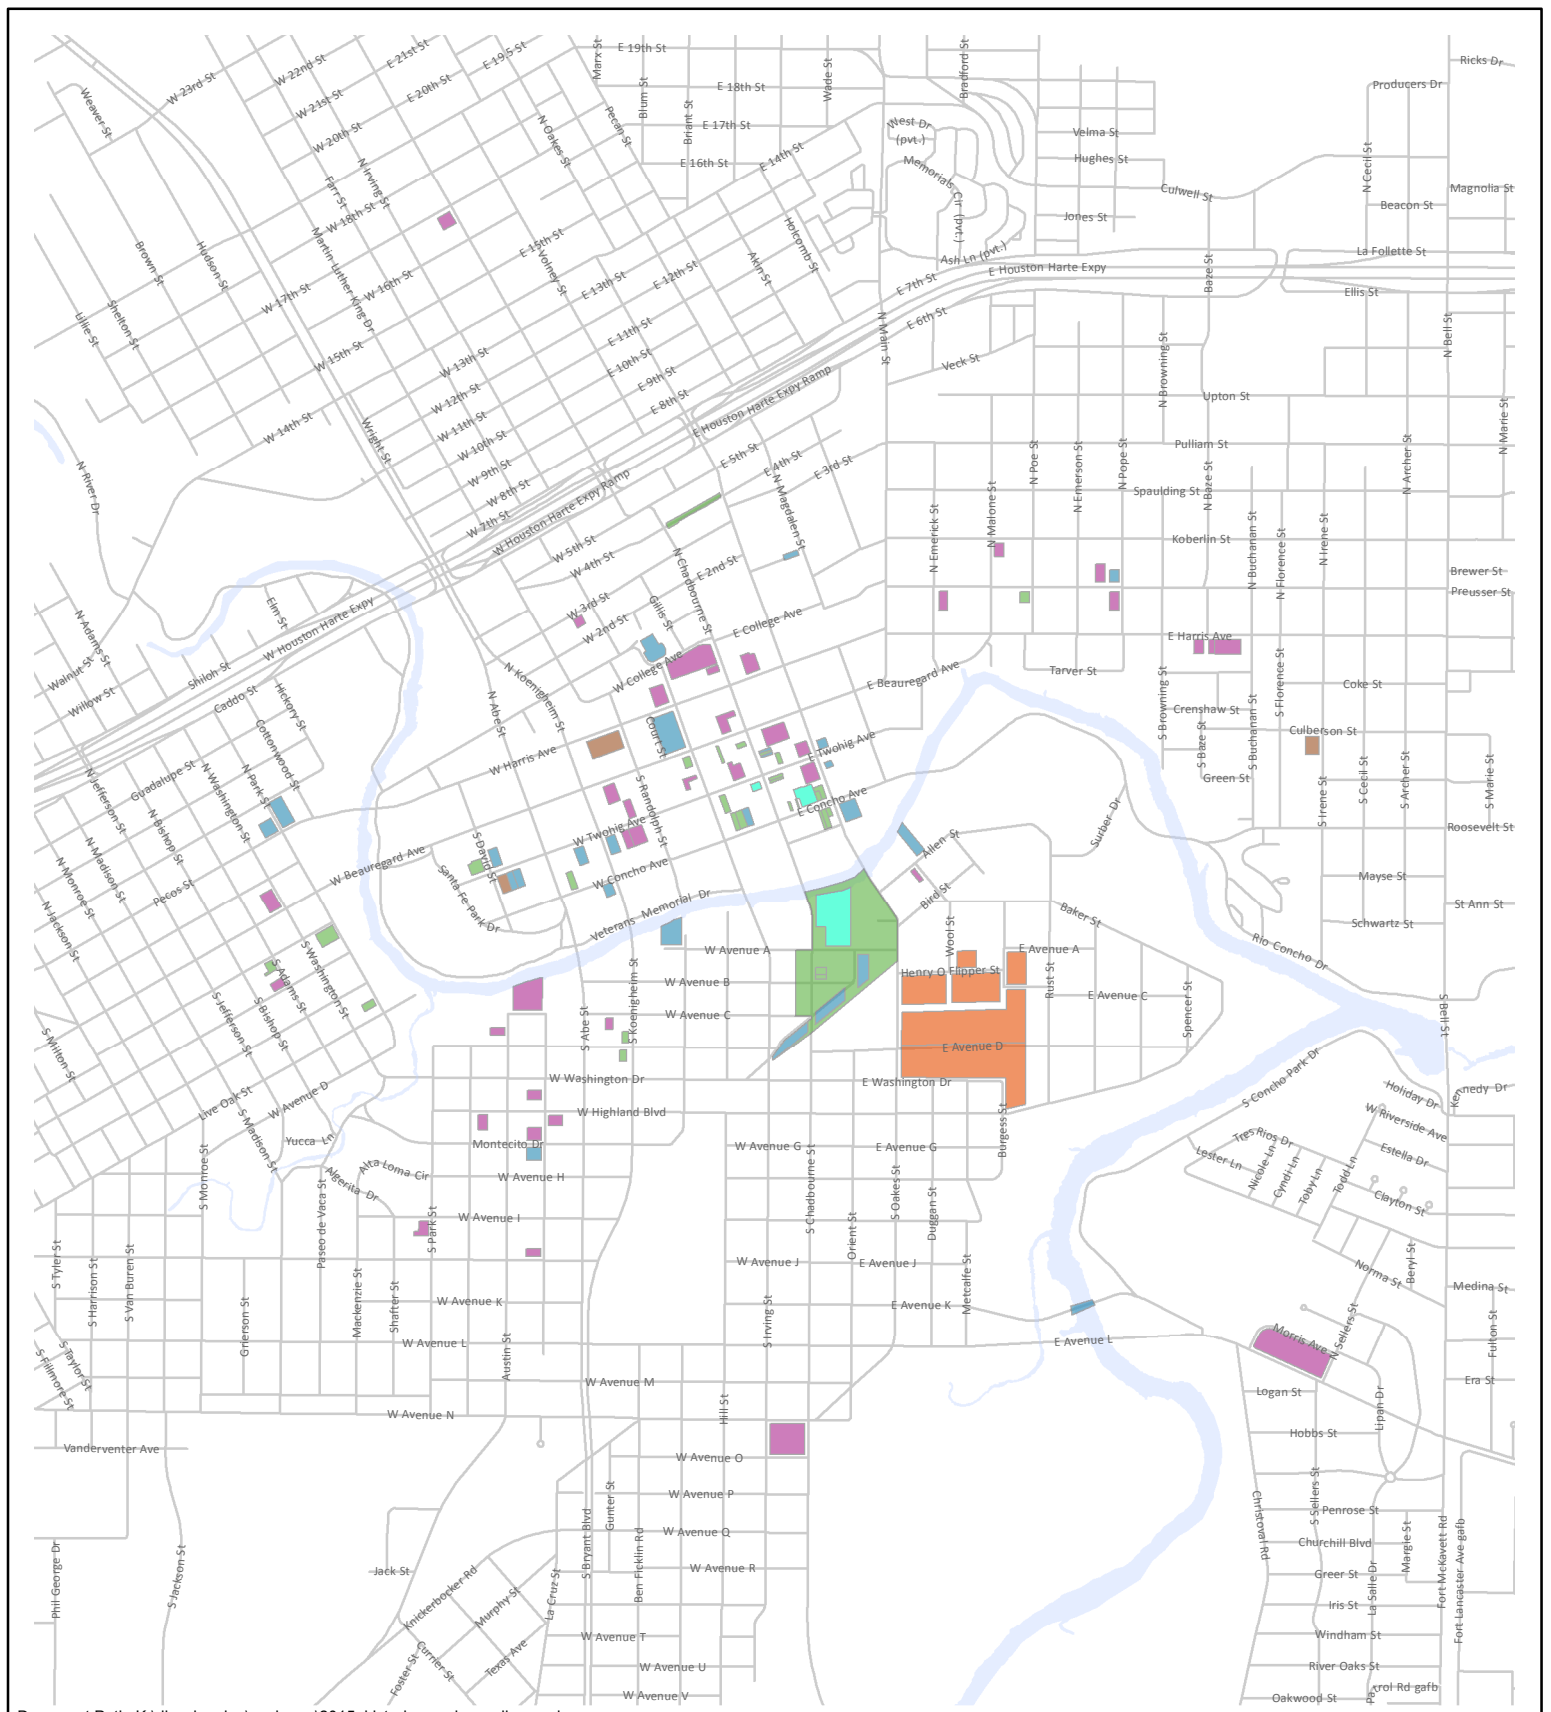 E 19th St
Ricks Dr
Marx St
E 21st St
E 19.5 St
Wade St
Bradford St
W 22nd St
W 23rd St
E 20th St
E 18th St
Producers Dr
Weaver St
W 21st St
Blum St
Briant St
Pecan St
E 17th St
West Dr
(pvt.)
Velma St
W 20th St
N Oakes St
E 16th St
E 14th St
Hughes St
N Cecil St
Memorials Cir (pvt.)
Farr St
N Irving St
Culwell St
Magnolia St
Beacon St
W 18th St
Jones St
Martin Luther King Dr
E 15th St
Holcomb St
Ash Ln (pvt.)
La Follette St
Brown St
Hudson St
Volney St
Akin St
E 12th St
E 13th St
E 7th St
E Houston Harte Expy
Baze St
Ellis St
W 17th St
W 16th St
Shelton St
Lillie St
E 11th St
E 6th St
N Main St
N Bell St
W 15th St
W 13th St
E 10th St
E 9th St
Veck St
N Browning St
W 12th St
E 8th St
E Houston Harte Expy Ramp
Upton St
N Marie St
W 14th St
W 11th St
W 10th St
Wright St
Pulliam St
N River Dr
W 9th St
E 5th St
E 4th St
E 3rd St
N Poe St
N Emerson St
N Pope St
N Archer St
W 8th St
W 7th St
W Houston Harte Expy Ramp
N Magdalen St
N Malone St
Spaulding St
N Baze St
W 5th St
W 4th St
N Emerick St
Koberlin St
N Buchanan St
N Florence St
N Irene St
N Chadbourne St
E 2nd St
Brewer St
Preusser St
Elm St
W Houston Harte Expy
W 3rd St
Gillis St
W 2nd St
E College Ave
E Harris Ave
N Adams St
Walnut St
Shiloh St
Willow St
Caddo St
Hickory St
N Koenigheim St
W College Ave
E Beauregard Ave
Tarver St
Coke St
N Abe St
Court St
S Browning St
Crenshaw St
S Florence St
Cottonwood St
W Harris Ave
E Twohig Ave
S Baze St
S Buchanan St
Culberson St
Green St
S Irene St
S Cecil St
S Archer St
S Marie St
Guadalupe St
N Park St
N Washington St
N Jefferson St
N Bishop St
S Randolph St
E Concho Ave
Surber Dr
Roosevelt St
N Madison St
N Monroe St
W Beauregard Ave
S David St
W Twohig Ave
Allen St
Pecos St
Santa Fe Park Dr
W Concho Ave
Mayse St
N Jackson St
Veterans Memorial Dr
Bird St
Baker St
St Ann St
Schwartz St
S Washington St
W Avenue A
Wool St
E Avenue A
Rio Concho Dr
S Adams St
S Koenigheim St
W Avenue B
Henry O Flipper St
Rust St
S Jefferson St
S Bishop St
S Abe St
W Avenue C
E Avenue C
Spencer St
S Bell St
S Milton St
E Avenue D
W Washington Dr
E Washington Dr
S Concho Park Dr
Holiday Dr
Kennedy Dr
Live Oak St
W Avenue D
W Highland Blvd
W Riverside Ave
S Madison St
Yucca Ln
Montecito Dr
W Avenue G
E Avenue G
Burgess St
Tres Rios Dr
Lester Ln
Estella Dr
Alta Loma Cir
Algerita Dr
W Avenue H
S Chadbourne St
S Oakes St
Nicole Ln
Cyndi Ln
Toby Ln
Todd Ln
Clayton St
S Monroe St
Paseo de Vaca St
S Park St
W Avenue I
Orient St
Duggan St
S Tyler St
S Harrison St
S Van Buren St
W Avenue J
E Avenue J
Metcalfe St
Norma St
Beryl St
Medina St
Grierson St
Mackenzie St
Shafter St
W Avenue K
E Avenue K
S Irving St
W Avenue L
E Avenue L
Morris Ave
N Sellers St
Fulton St
S Taylor St
S Fillmore St
Austin St
W Avenue M
Logan St
Era St
W Avenue N
Hill St
Lipan Dr
Hobbs St
Vanderventer Ave
W Avenue O
W Avenue P
Gunter St
Christoval Rd
S Sellers St
Penrose St
W Avenue Q
Churchill Blvd
Margie St
Fort McKavett Rd
Fort Lancaster Ave gafb
Phil George Dr
S Jackson St
Jack St
Knickerbocker Rd
La Cruz St
S Bryant Blvd
Ben Ficklin Rd
W Avenue R
Greer St
La Salle Dr
Murphy St
Iris St
W Avenue T
Windham St
Foster St
Currier St
Texas Ave
W Avenue U
River Oaks St
W Avenue V
Oakwood St